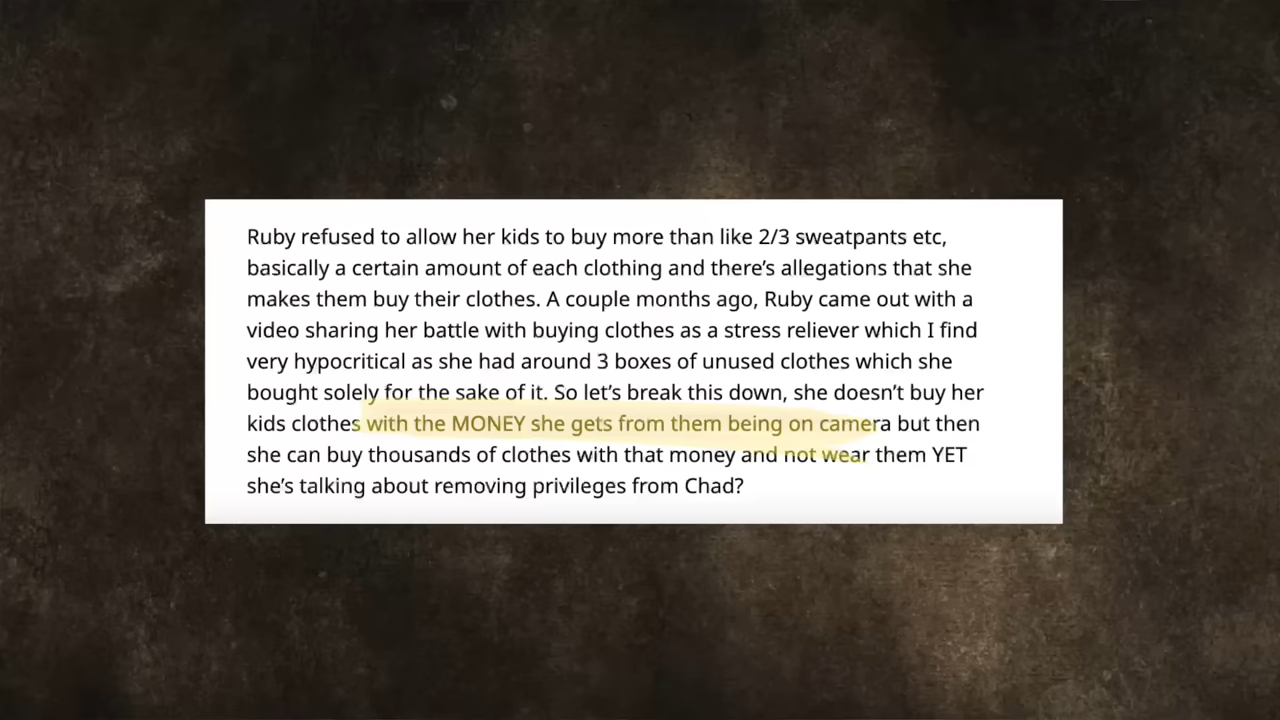 Ruby refused to allow her kids to buy more than like 2/3 sweatpants etc,
basically a certain amount of each clothing and there’s allegations that she
makes them buy their clothes. A couple months ago, Ruby came out with a
video sharing her battle with buying clothes as a stress reliever which I find
very hypocritical as she had around 3 boxes of unused clothes which she
bought solely for the sake of it. So let’s break this down, she doesn’t buy her
kids clothes with the MONEY she gets from them being on camera but then
she can buy thousands of clothes with that money and not wear them YET
she’s talking about removing privileges from Chad?